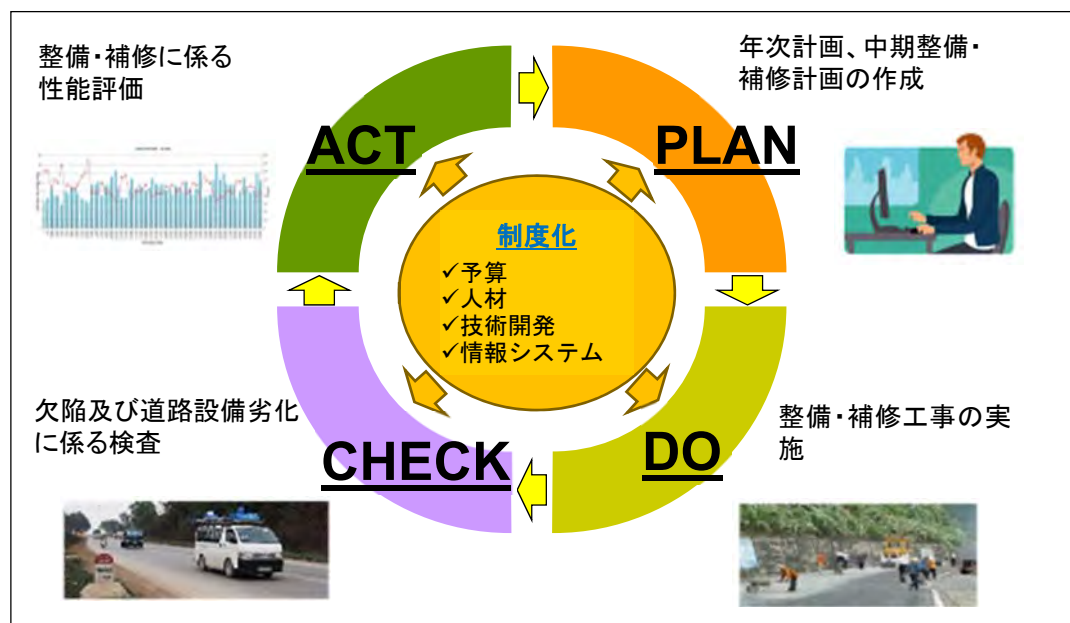 整備・補修に係る
性能評価
年次計画、中期整備・
補修計画の作成
ACT
PLAN
制度化
✓予算
✓人材
✓技術開発
✓情報システム
欠陥及び道路設備劣化
に係る検査
整備・補修工事の実
施
CHECK
DO